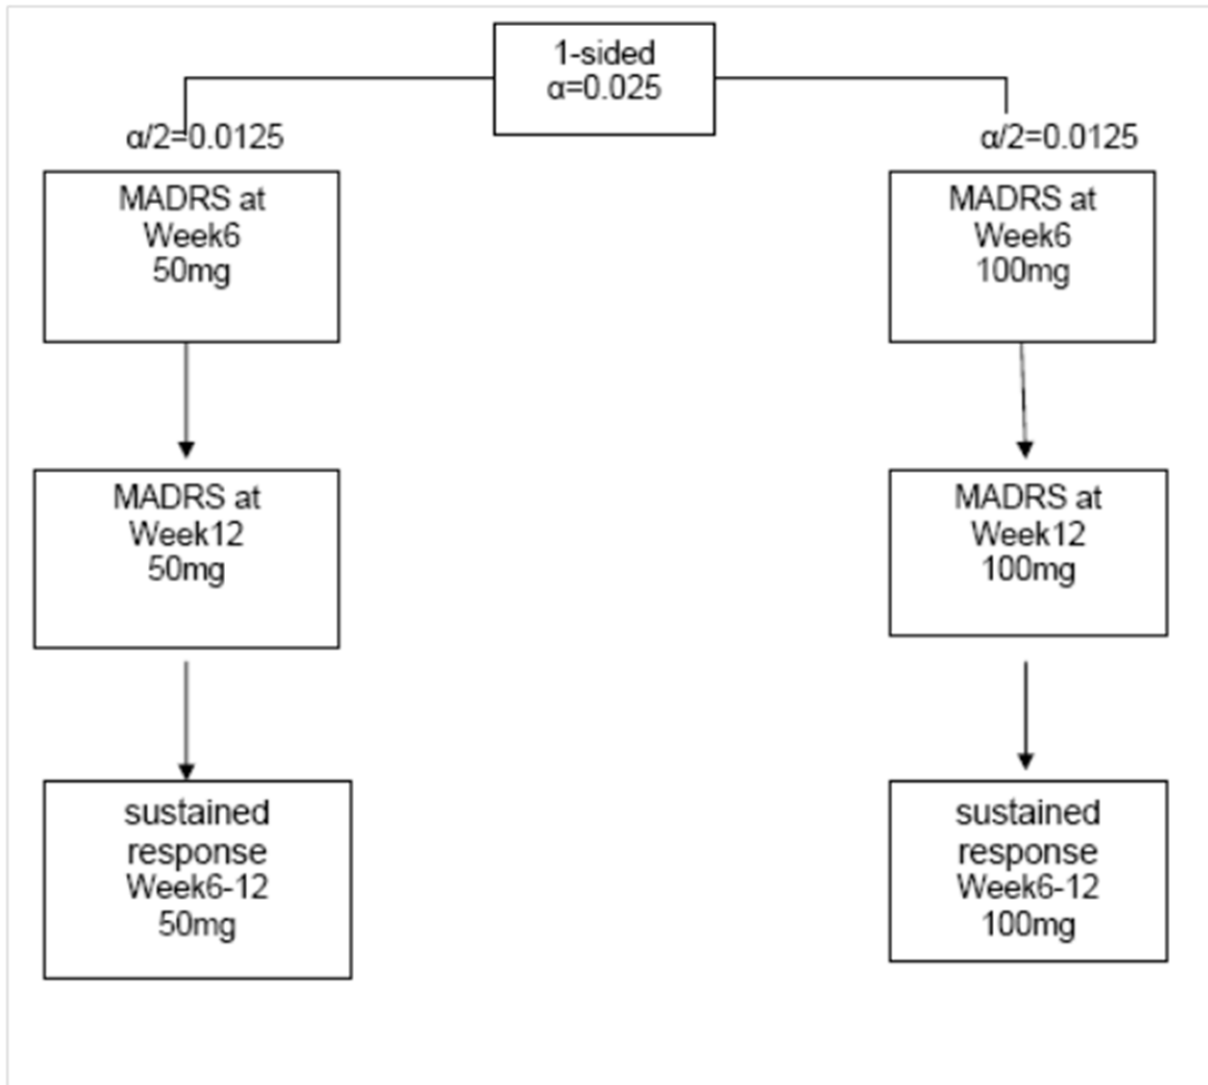 1-sided
α=0.025
α/2=0.0125
α/2=0.0125
MADRS at
Week6
50mg
MADRS at
Week6
100mg
MADRS at
Week12
50mg
MADRS at
Week12
100mg
sustained
response
Week6-12
50mg
sustained
response
Week6-12
100mg